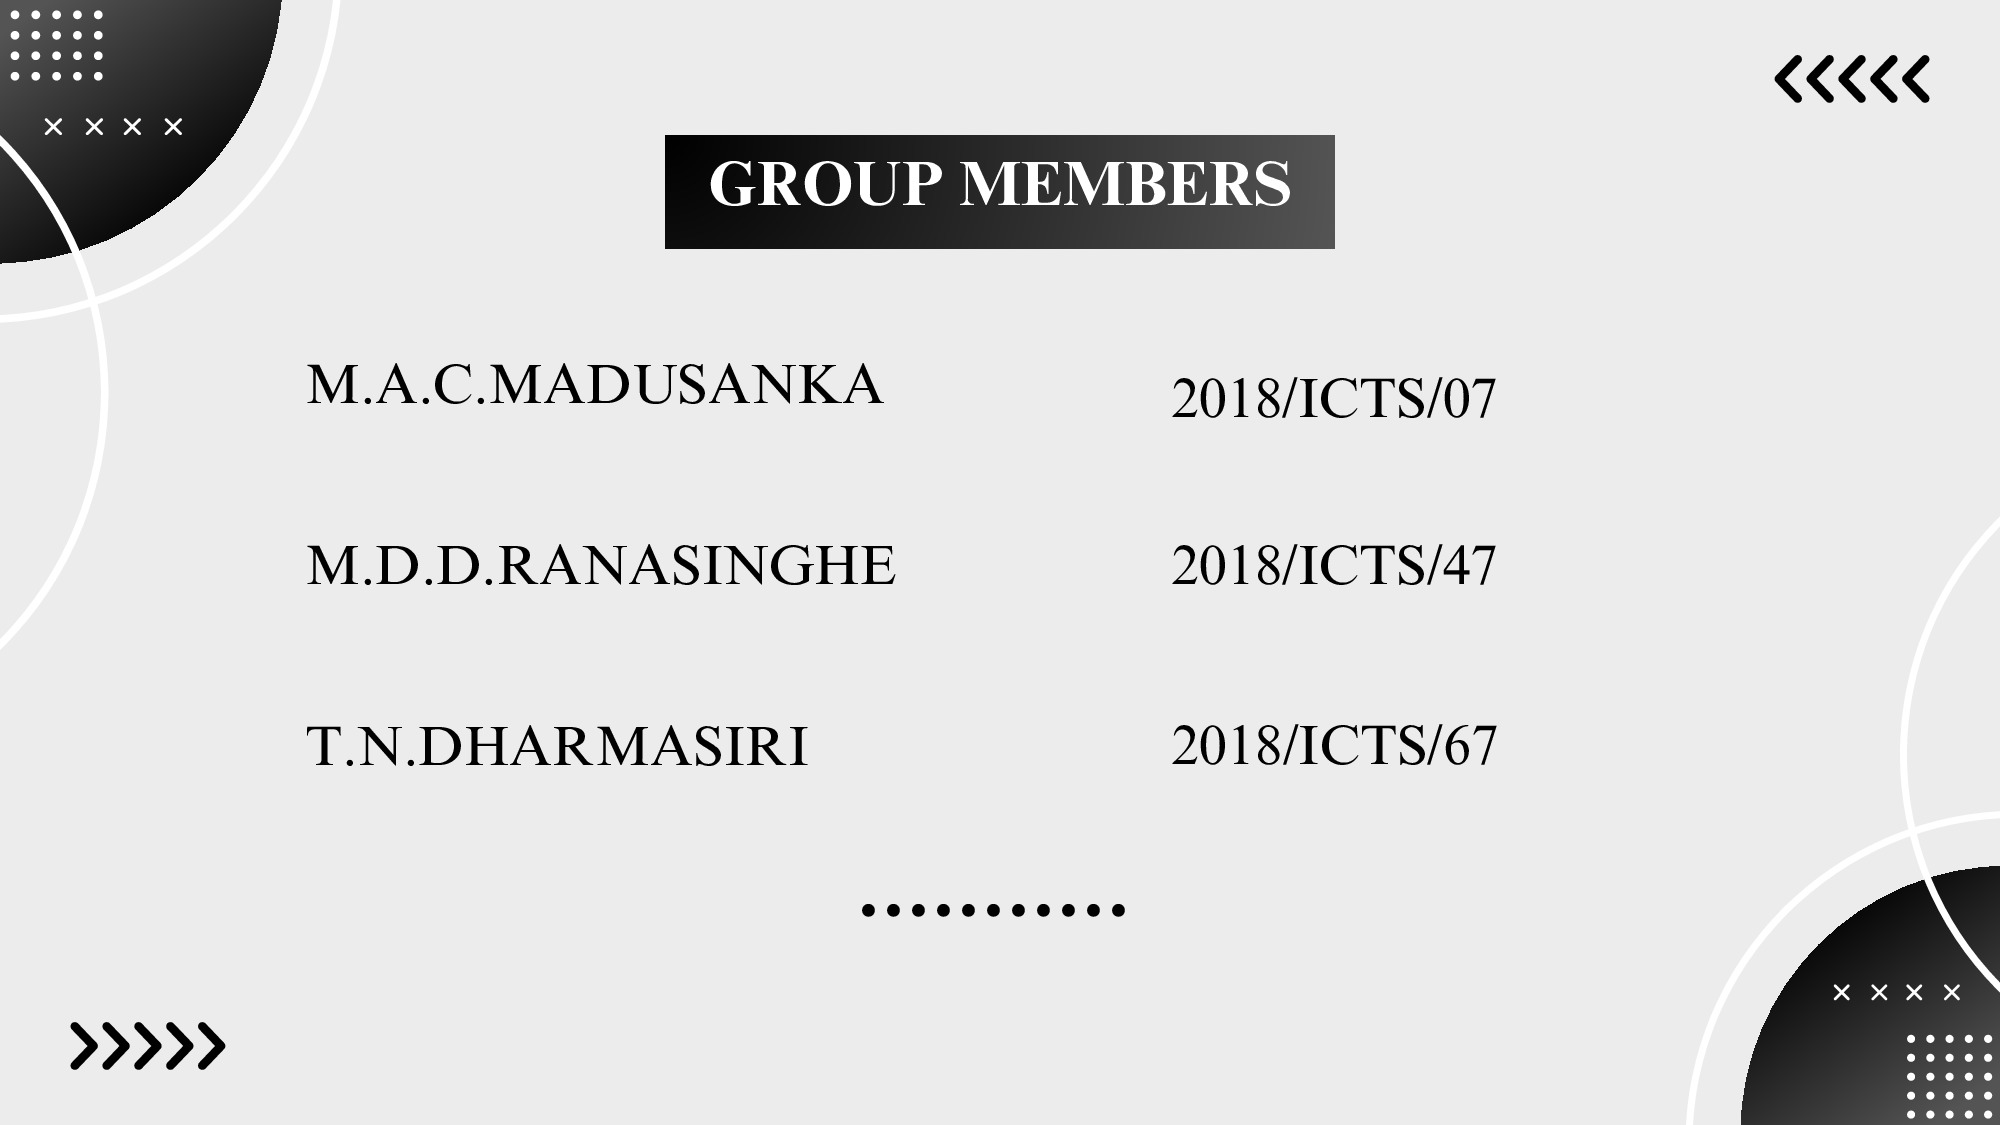 GROUP MEMBERS
M.A.C.MADUSANKA 2018/ICTS/07
M.D.D.RANASINGHE 2018/ICTS/47
T.N.DHARMASIRI 2018/ICTS/67